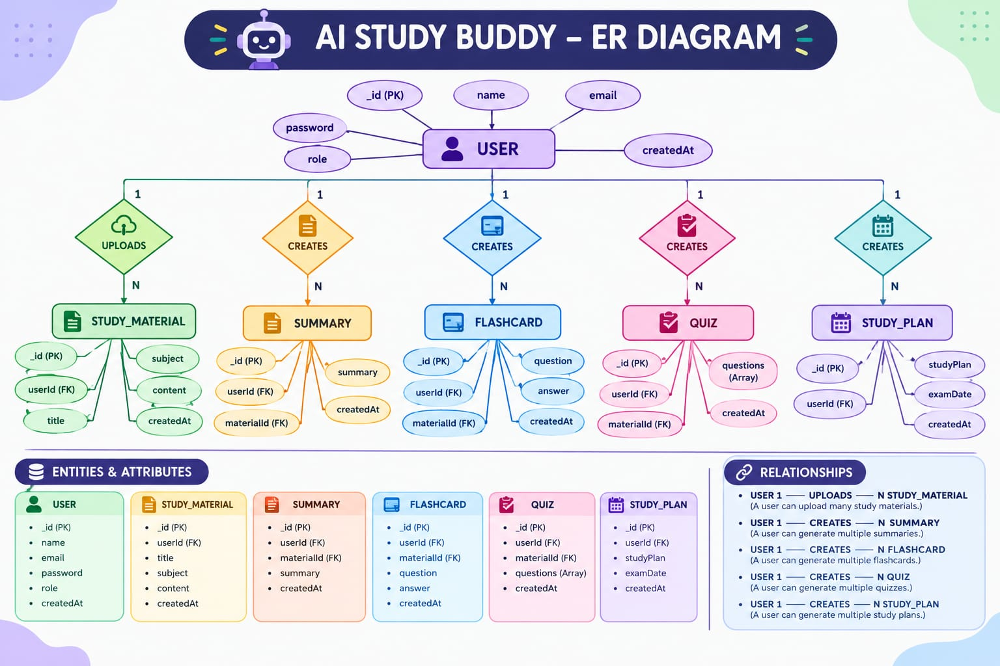 AI STUDY BUDDY – ER DIAGRAM
_id (PK)
name
email
password
role
USER
createdAt
1
1
1
1
1
UPLOADS
CREATES
CREATES
CREATES
CREATES
N
N
N
N
N
STUDY_MATERIAL
SUMMARY
FLASHCARD
QUIZ
STUDY_PLAN
_id (PK)
userId (FK)
title
subject
content
createdAt
_id (PK)
userId (FK)
materialId (FK)
summary
createdAt
_id (PK)
userId (FK)
materialId (FK)
question
answer
createdAt
_id (PK)
userId (FK)
materialId (FK)
questions
(Array)
createdAt
_id (PK)
userId (FK)
studyPlan
examDate
createdAt
ENTITIES & ATTRIBUTES
USER
• _id (PK)
• name
• email
• password
• role
• createdAt
STUDY_MATERIAL
• _id (PK)
• userId (FK)
• title
• subject
• content
• createdAt
SUMMARY
• _id (PK)
• userId (FK)
• materialId (FK)
• summary
• createdAt
FLASHCARD
• _id (PK)
• userId (FK)
• materialId (FK)
• question
• answer
• createdAt
QUIZ
• _id (PK)
• userId (FK)
• materialId (FK)
• questions (Array)
• createdAt
STUDY_PLAN
• _id (PK)
• userId (FK)
• studyPlan
• examDate
• createdAt
RELATIONSHIPS
• USER 1 —— UPLOADS —— N STUDY_MATERIAL
(A user can upload many study materials.)
• USER 1 —— CREATES —— N SUMMARY
(A user can generate multiple summaries.)
• USER 1 —— CREATES —— N FLASHCARD
(A user can generate multiple flashcards.)
• USER 1 —— CREATES —— N QUIZ
(A user can generate multiple quizzes.)
• USER 1 —— CREATES —— N STUDY_PLAN
(A user can generate multiple study plans.)